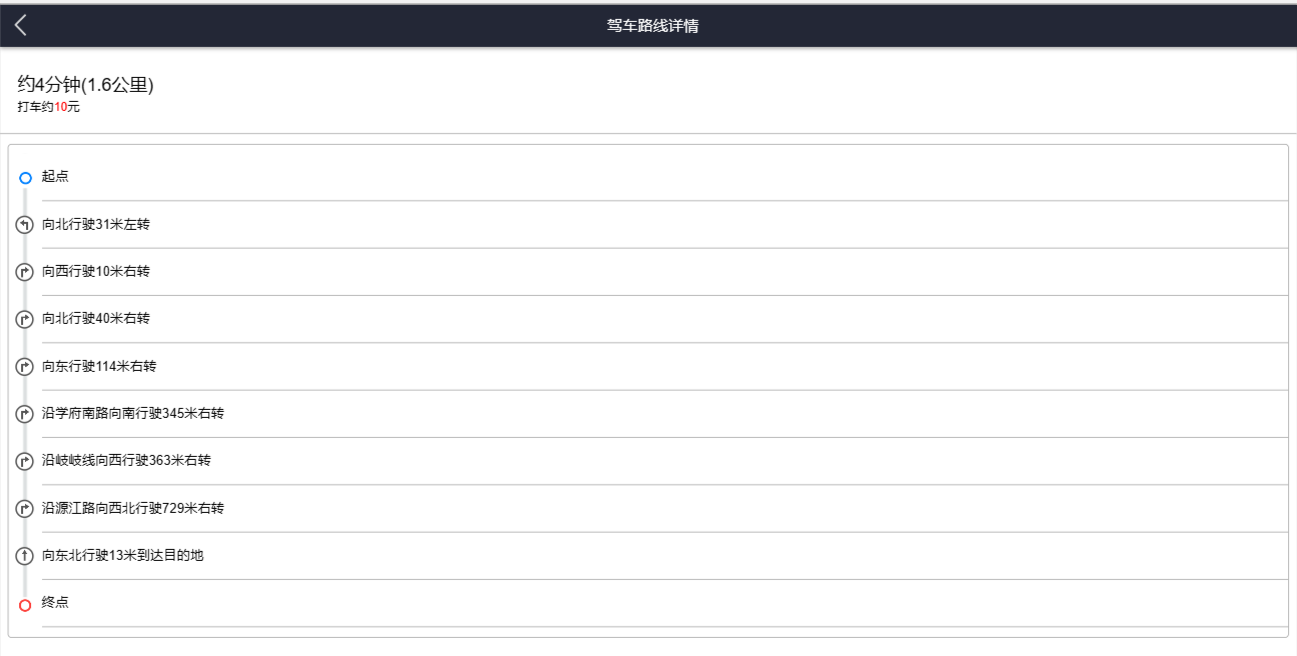 驾车路线详情
约4分钟(1.6公里)
打车约10元
起点
向北行驶31米左转
向西行驶10米右转
向北行驶40米右转
向东行驶114米右转
沿学府南路向南行驶345米右转
沿岐岐线向西行驶363米右转
沿源江路向西北行驶729米右转
向东北行驶13米到达目的地
终点